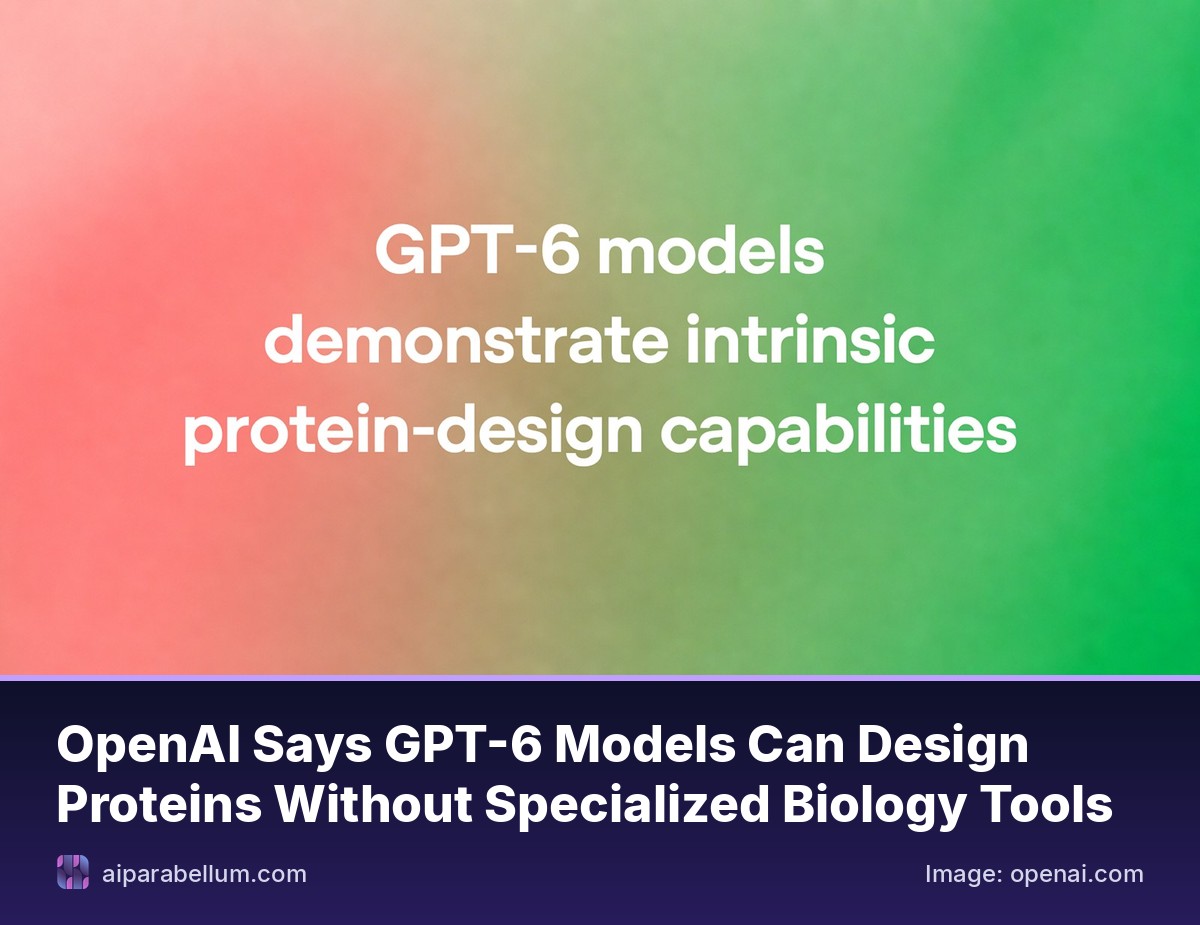 GPT-6 models
demonstrate intrinsic
protein-design capabilities
OpenAI Says GPT-6 Models Can Design
Proteins Without Specialized Biology Tools
aiparabellum.com
Image: openai.com